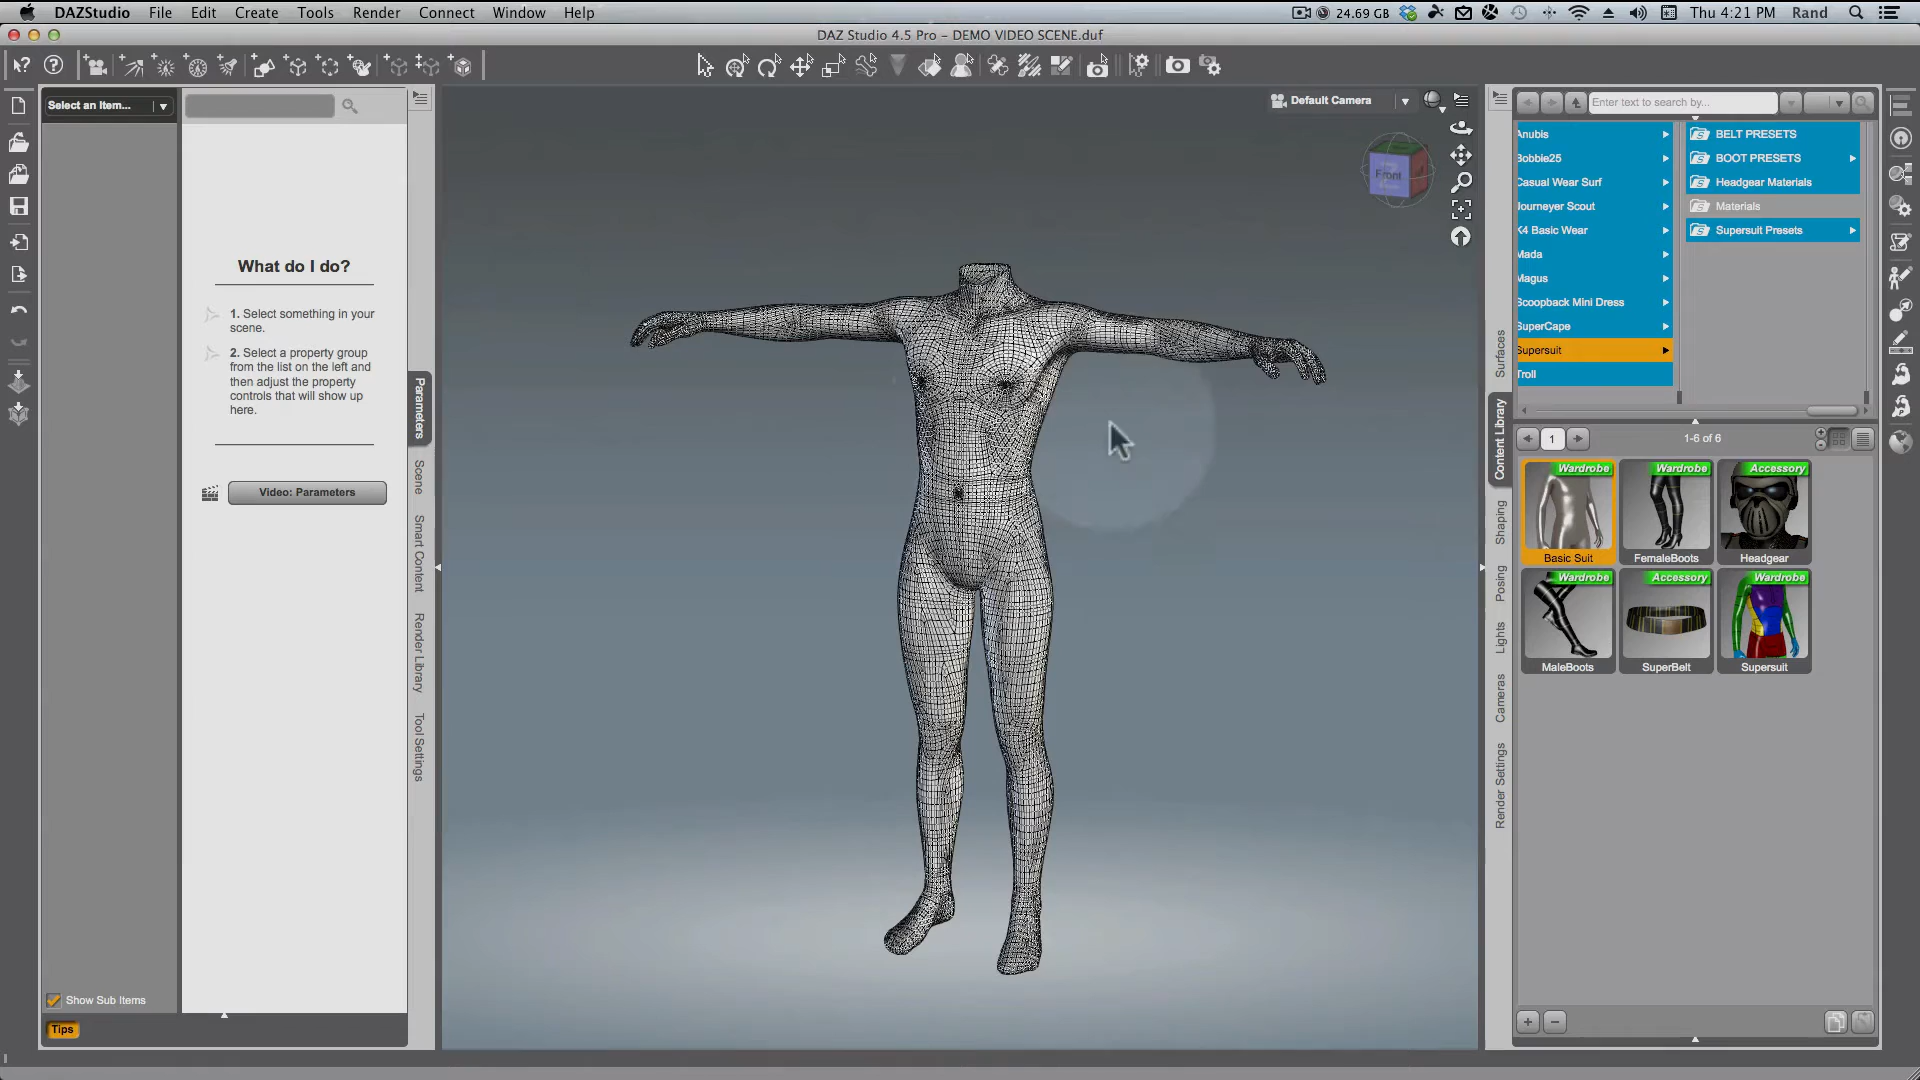 DAZStudio File Edit Create Tools Render Connect Window Help
24.69 GB Thu 4:21 PM Rand
DAZ Studio 4.5 Pro – DEMO VIDEO SCENE.duf
Select an Item...
What do I do?
1. Select something in your
scene.
2. Select a property group
from the list on the left and
then adjust the property
controls that will show up
here.
Video: Parameters
Show Sub Items
Tips
Parameters
Scene
Smart Content
Render Library
Tool Settings
Default Camera
Front
Surfaces
Content Library
Shaping
Posing
Lights
Cameras
Render Settings
Enter text to search by...
Anubis
Bobbie25
Casual Wear Surf
Journeyer Scout
K4 Basic Wear
Mada
Magus
Scoopback Mini Dress
SuperCape
Supersuit
Troll
BELT PRESETS
BOOT PRESETS
Headgear Materials
Materials
Supersuit Presets
1
1-6 of 6
Wardrobe
Basic Suit
Wardrobe
FemaleBoots
Accessory
Headgear
Wardrobe
MaleBoots
Accessory
SuperBelt
Wardrobe
Supersuit